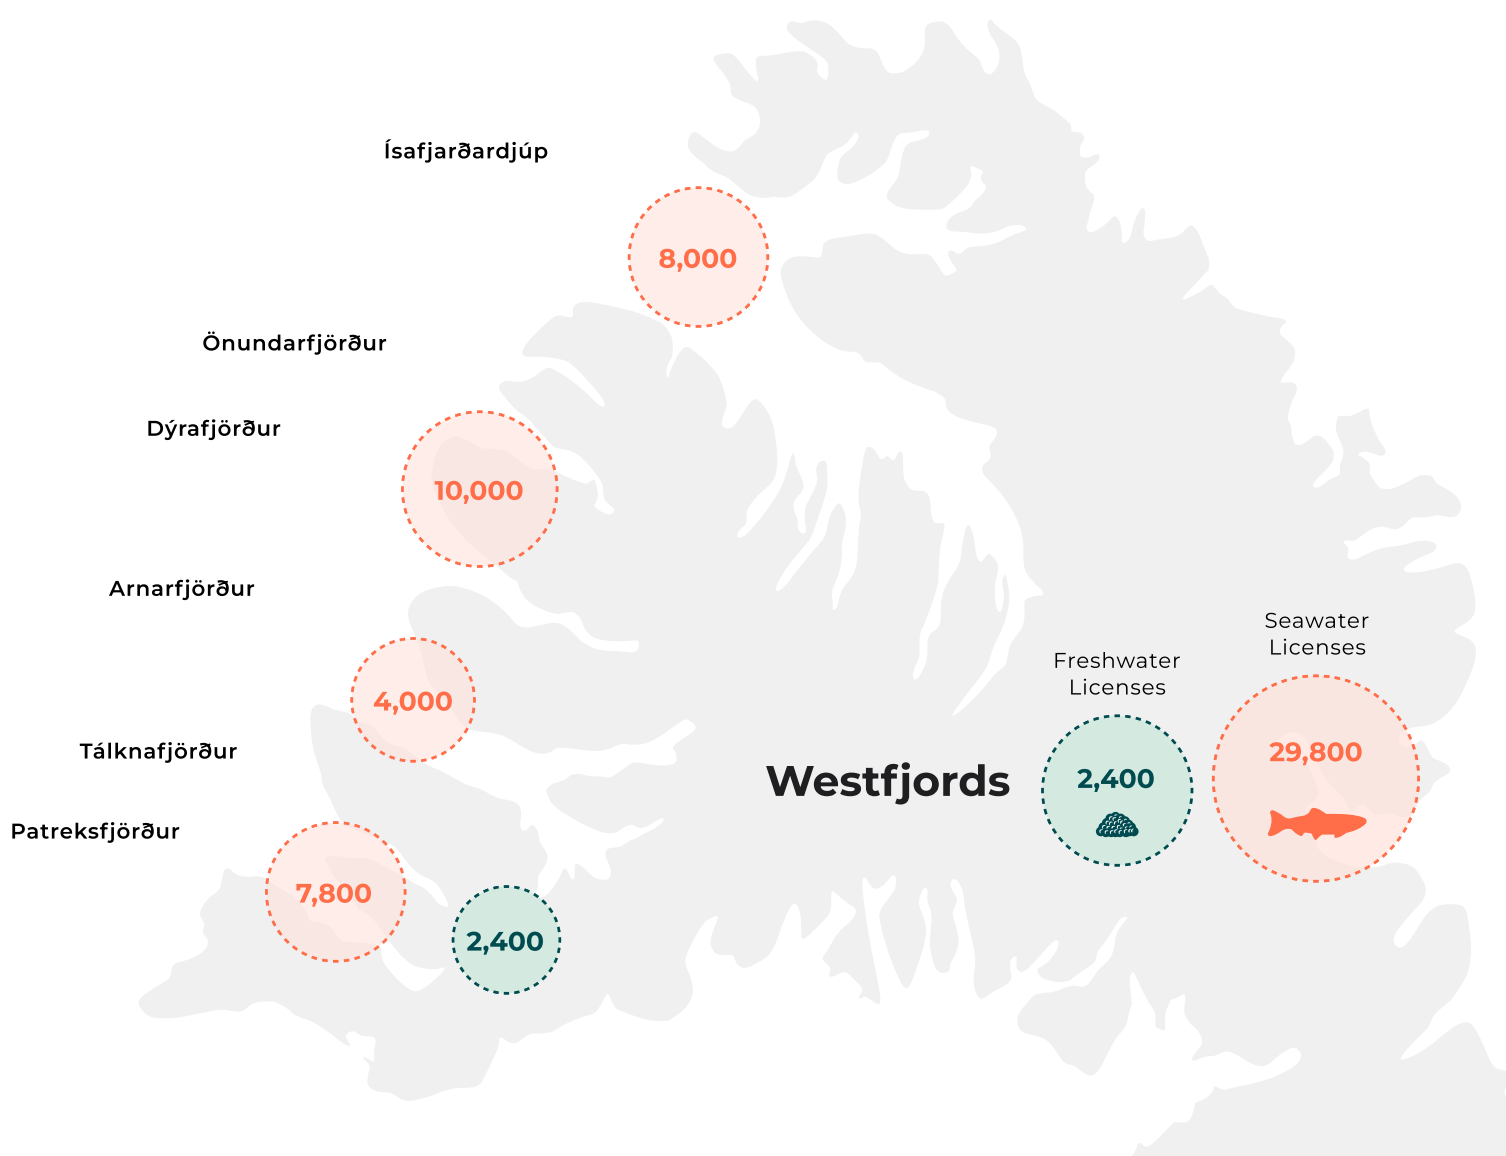 Ísafjarðardjúp
8,000
Önundarfjörður
Dýrafjörður
10,000
Arnarfjörður
4,000
Tálknafjörður
Patreksfjörður
7,800
2,400
Westfjords
Freshwater
Licenses
2,400
Seawater
Licenses
29,800